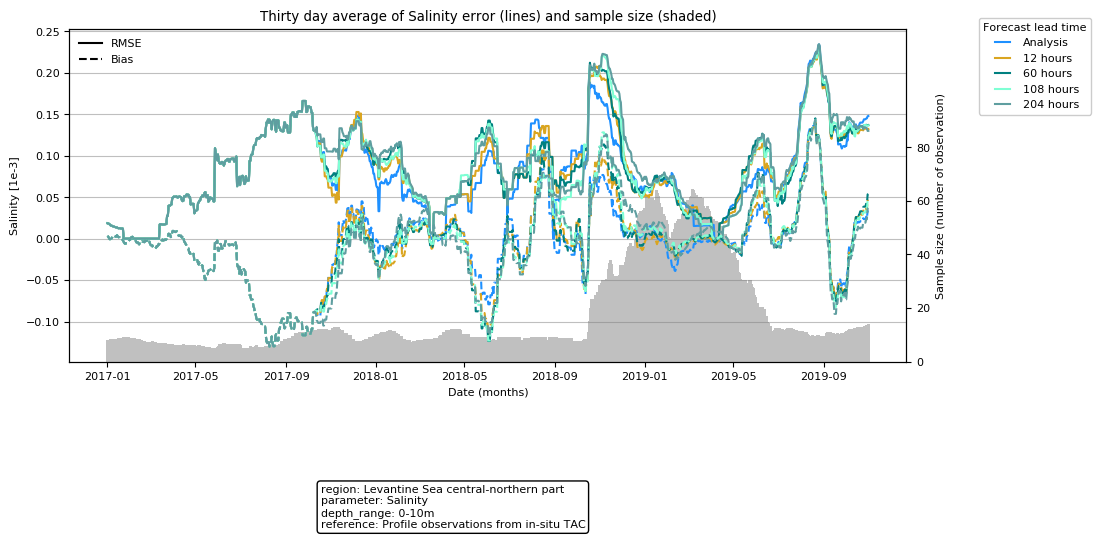 Thirty day average of Salinity error (lines) and sample size (shaded)
Forecast lead time
Analysis
12 hours
60 hours
108 hours
204 hours
RMSE
Bias
0.25
0.20
0.15
0.10
0.05
0.00
−0.05
−0.10
Salinity [1e-3]
80
60
40
20
0
Sample size (number of observation)
2017-01 2017-05 2017-09 2018-01 2018-05 2018-09 2019-01 2019-05 2019-09
Date (months)
region: Levantine Sea central-northern part
parameter: Salinity
depth_range: 0-10m
reference: Profile observations from in-situ TAC